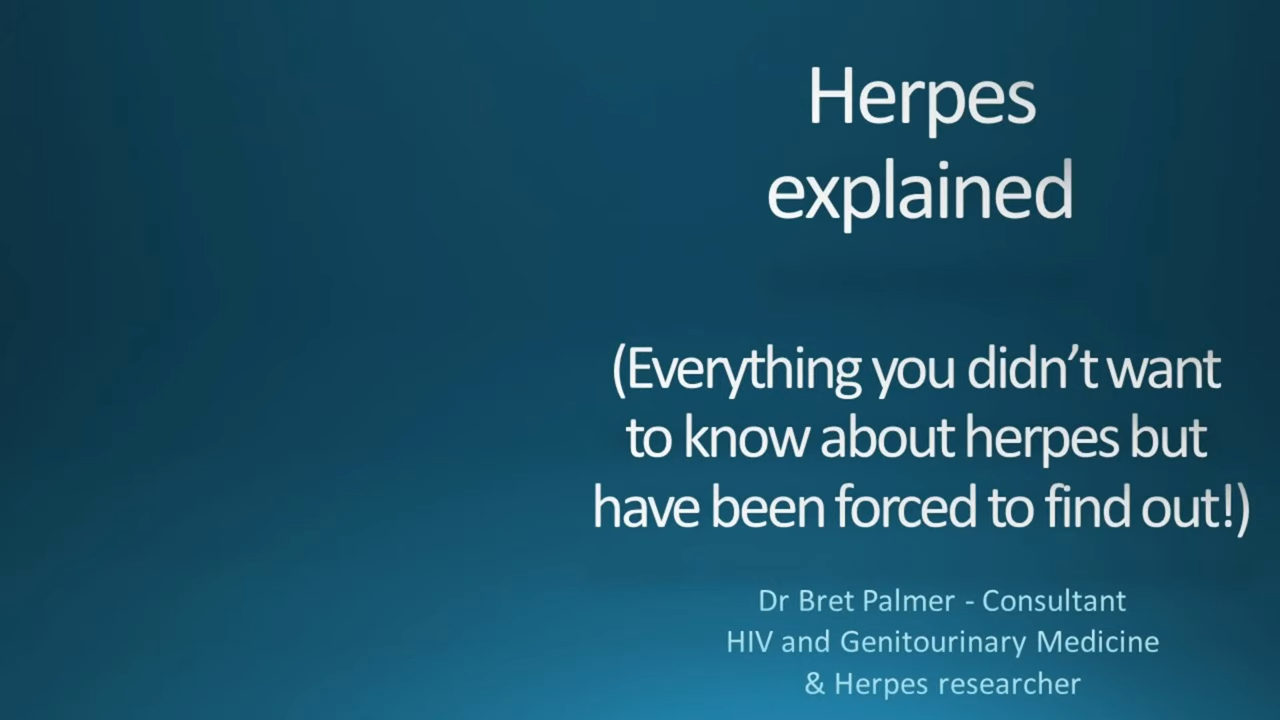 Herpes
explained
(Everything you didn’t want
to know about herpes but
have been forced to find out!)
Dr Bret Palmer - Consultant
HIV and Genitourinary Medicine
& Herpes researcher